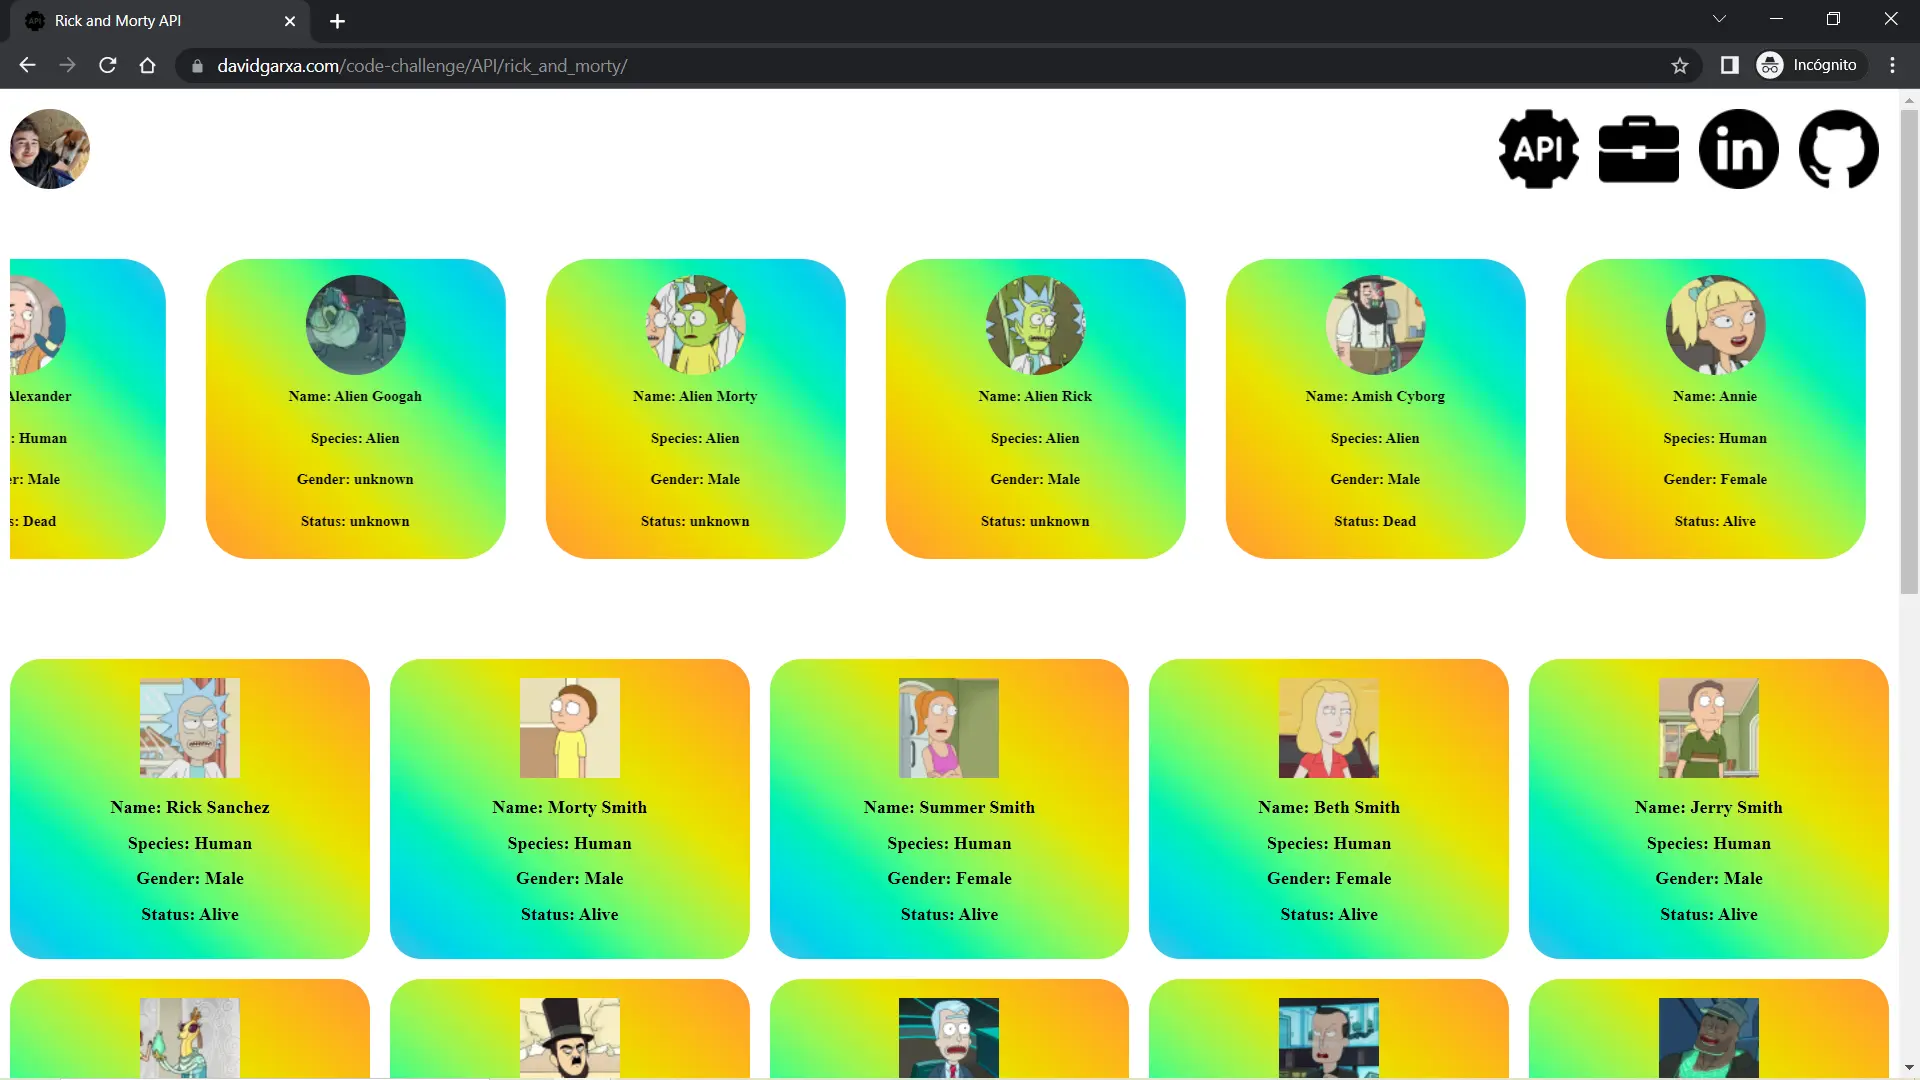 Rick and Morty API
davidgarxa.com/code-challenge/API/rick_and_morty/
Incógnito
API
in
Alexander
: Human
er: Male
s: Dead
Name: Alien Googah
Species: Alien
Gender: unknown
Status: unknown
Name: Alien Morty
Species: Alien
Gender: Male
Status: unknown
Name: Alien Rick
Species: Alien
Gender: Male
Status: unknown
Name: Amish Cyborg
Species: Alien
Gender: Male
Status: Dead
Name: Annie
Species: Human
Gender: Female
Status: Alive
Name: Rick Sanchez
Species: Human
Gender: Male
Status: Alive
Name: Morty Smith
Species: Human
Gender: Male
Status: Alive
Name: Summer Smith
Species: Human
Gender: Female
Status: Alive
Name: Beth Smith
Species: Human
Gender: Female
Status: Alive
Name: Jerry Smith
Species: Human
Gender: Male
Status: Alive